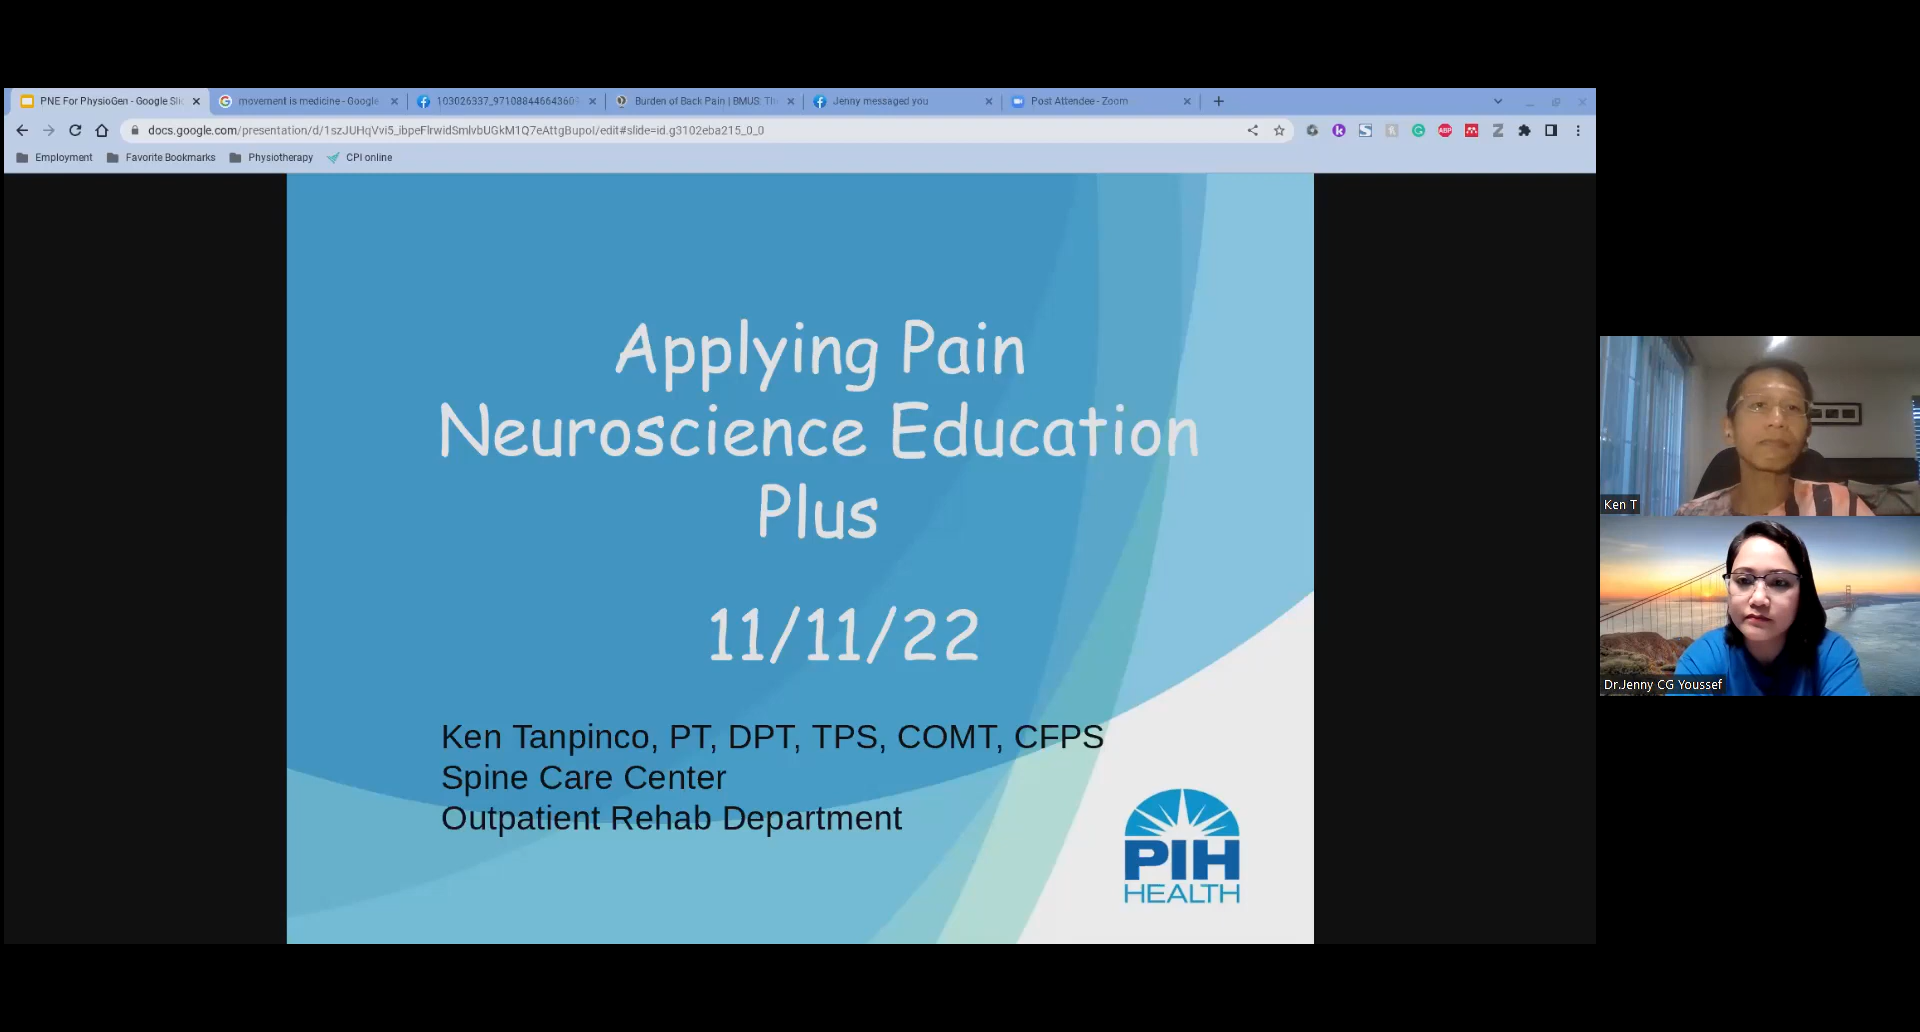 PNE For PhysioGen - Google Slid
movement is medicine - Google
103026337_971088446643609
Burden of Back Pain | BMUS: Th
Jenny messaged you
Post Attendee - Zoom
docs.google.com/presentation/d/1szJUHqVvi5_ibpeFlrwidSmlvbUGkM1Q7eAttgBupoI/edit#slide=id.g3102eba215_0_0
Employment
Favorite Bookmarks
Physiotherapy
CPI online
Applying Pain
Neuroscience Education
Plus
11/11/22
Ken Tanpinco, PT, DPT, TPS, COMT, CFPS
Spine Care Center
Outpatient Rehab Department
PIH
HEALTH
Ken T
Dr.Jenny CG Youssef